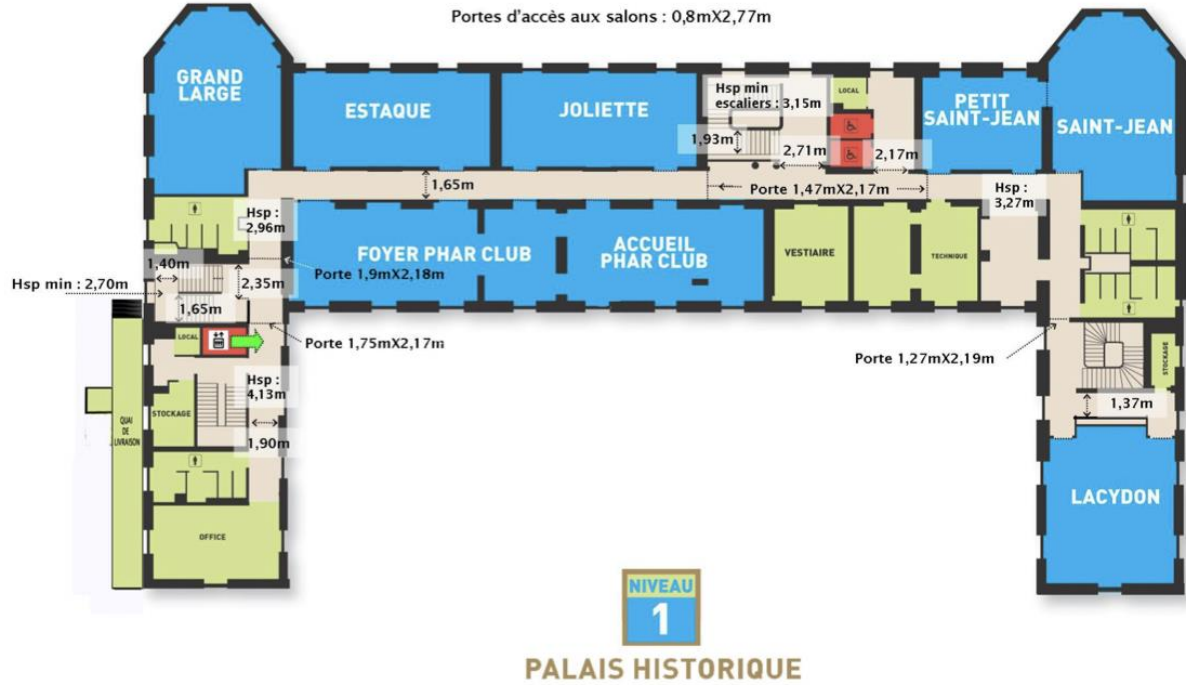 Portes d'accès aux salons : 0,8mX2,77m
GRAND
LARGE
ESTAQUE
JOLIETTE
Hsp min
escaliers : 3,15m
LOCAL
PETIT
SAINT-JEAN
SAINT-JEAN
1,93m
2,71m
2,17m
1,65m
Porte 1,47mX2,17m
Hsp :
3,27m
Hsp :
2,96m
FOYER PHAR CLUB
ACCUEIL
PHAR CLUB
VESTIAIRE
TECHNIQUE
1,40m
2,35m
Porte 1,9mX2,18m
Hsp min : 2,70m
1,65m
LOCAL
Porte 1,75mX2,17m
Porte 1,27mX2,19m
STOCKAGE
Hsp :
4,13m
STOCKAGE
1,37m
QUAI
DE
LIVRAISON
1,90m
LACYDON
OFFICE
NIVEAU
1
PALAIS HISTORIQUE